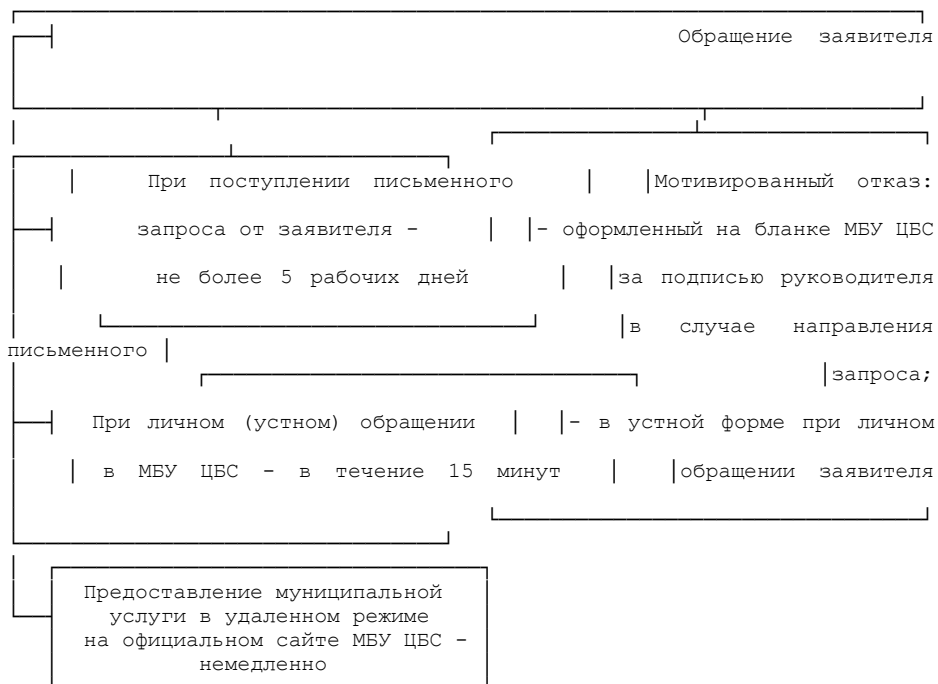 Обращение заявителя
При поступлении письменного Мотивированный отказ:
запроса от заявителя - - оформленный на бланке МБУ ЦБС
не более 5 рабочих дней за подписью руководителя
в случае направления
письменного
запроса;
При личном (устном) обращении - в устной форме при личном
в МБУ ЦБС - в течение 15 минут обращении заявителя
Предоставление муниципальной
услуги в удаленном режиме
на официальном сайте МБУ ЦБС -
немедленно